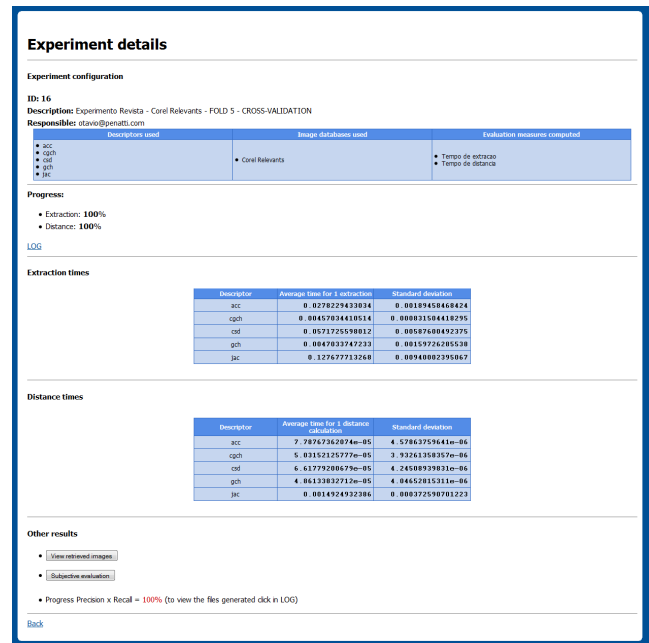 Experiment details
Experiment configuration
ID: 16
Description: Experimento Revista - Corel Relevants - FOLD 5 - CROSS-VALIDATION
Responsible: otavio@penatti.com
Descriptors used Image databases used Evaluation measures computed
• acc
• cgch
• csd
• gch
• jac
• Corel Relevants
• Tempo de extracao
• Tempo de distancia
Progress:
• Extraction: 100%
• Distance: 100%
LOG
Extraction times
Descriptor Average time for 1 extraction Standard deviation
acc 0.0278229433034 0.00189450468424
cgch 0.00457034410514 0.000831504418295
csd 0.0571725598012 0.00587600492375
gch 0.0047033747233 0.00159726285538
jac 0.127677713268 0.00940002395067
Distance times
Descriptor Average time for 1 distance calculation Standard deviation
acc 7.78767362074e-05 4.57863759641e-06
cgch 5.03152125777e-05 3.93261358357e-06
csd 6.61779200679e-05 4.24508939831e-06
gch 4.06133832712e-05 4.04652815311e-06
jac 0.0014924932386 0.000372590701223
Other results
• View retrieved images
• Subjective evaluation
• Progress Precision x Recall = 100% (to view the files generated click in LOG)
Back